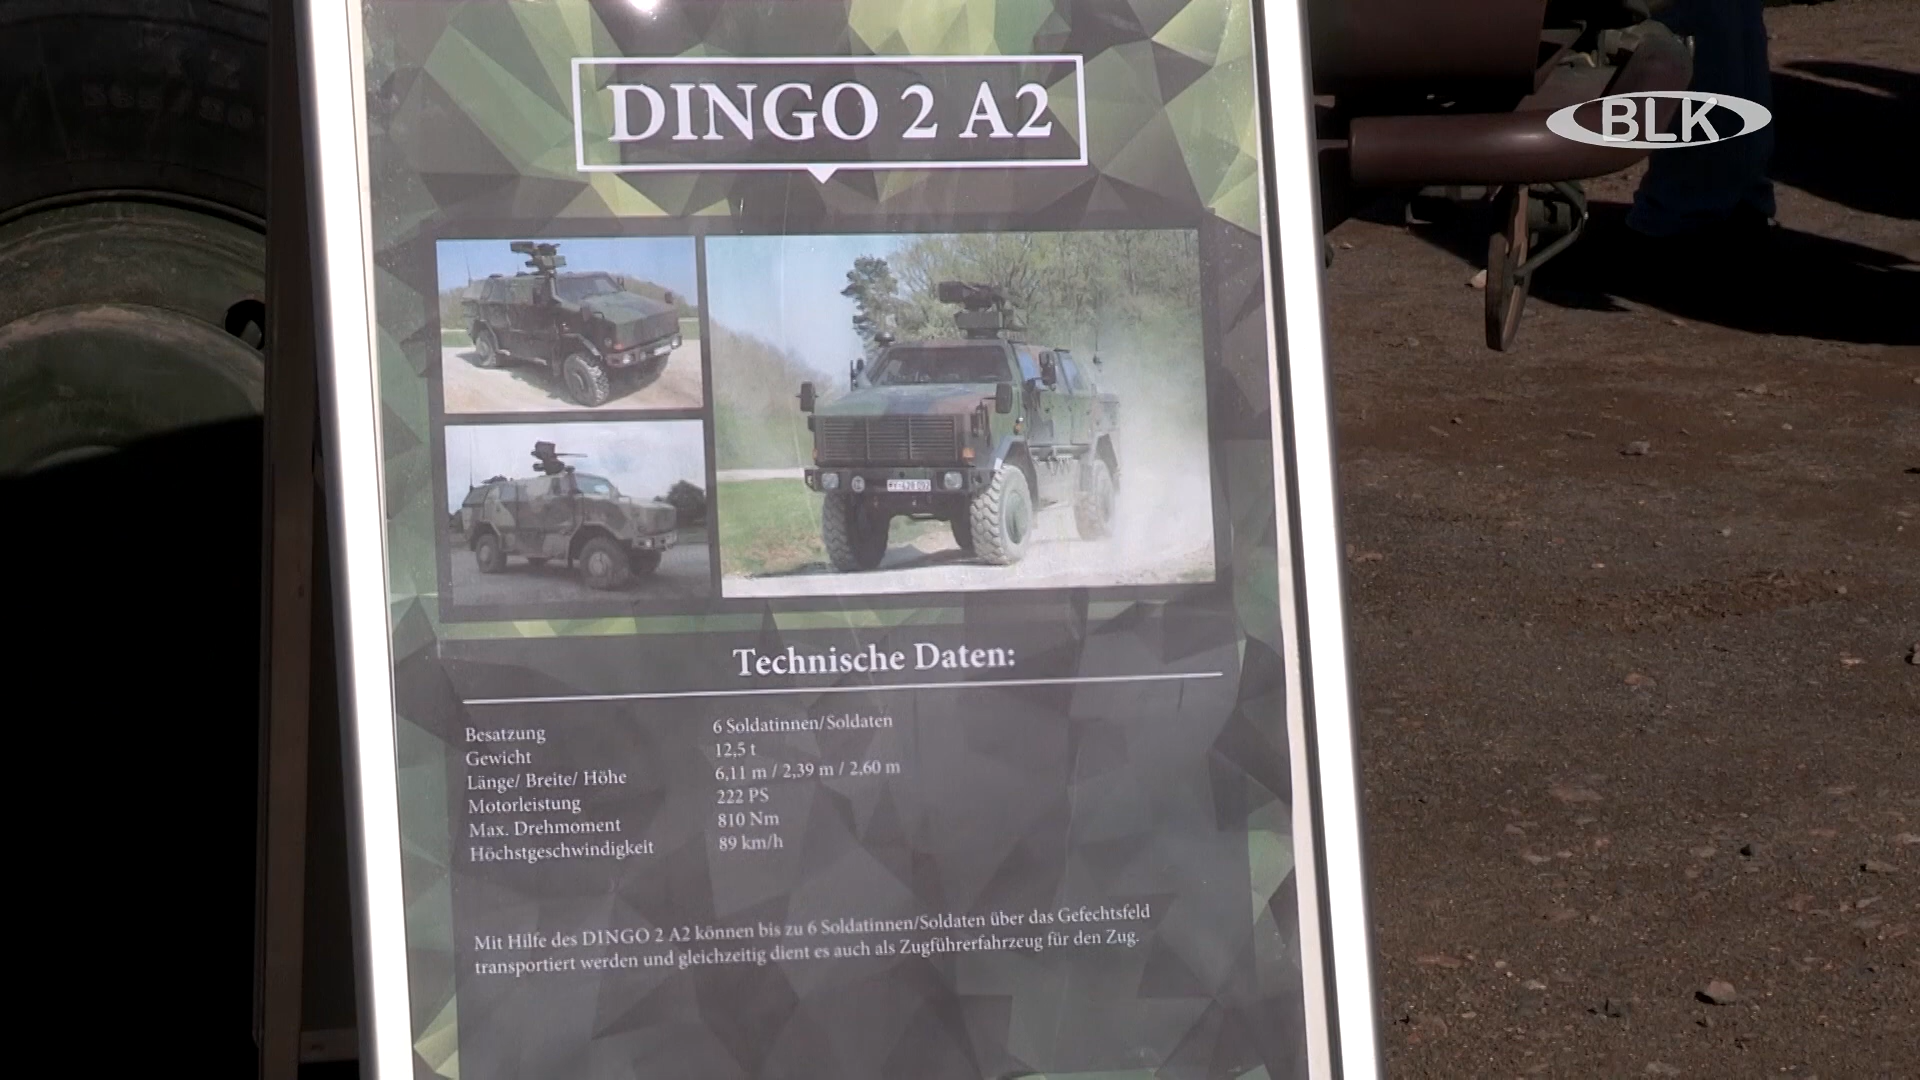 DINGO 2 A2
BLK
Technische Daten:
Besatzung 6 Soldatinnen/Soldaten
Gewicht 12,5 t
Länge/ Breite/ Höhe 6,11 m / 2,39 m / 2,60 m
Motorleistung 222 PS
Max. Drehmoment 810 Nm
Höchstgeschwindigkeit 89 km/h
Mit Hilfe des DINGO 2 A2 können bis zu 6 Soldatinnen/Soldaten über das Gefechtsfeld
transportiert werden und gleichzeitig dient es auch als Zugführerfahrzeug für den Zug.